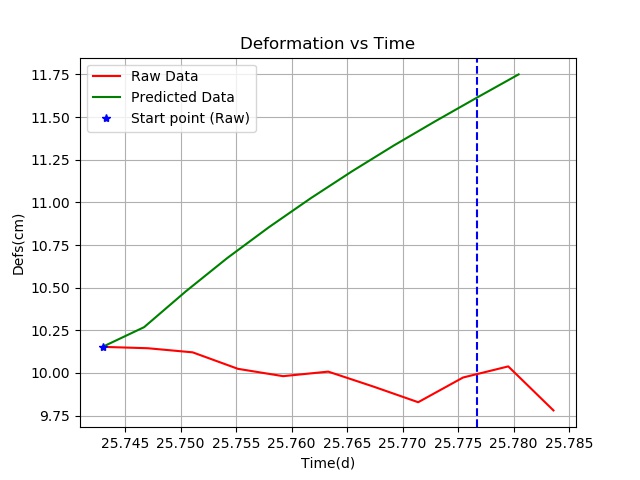 Deformation vs Time
Raw Data
Predicted Data
Start point (Raw)
11.75
11.50
11.25
11.00
10.75
10.50
10.25
10.00
9.75
Defs(cm)
25.745 25.750 25.755 25.760 25.765 25.770 25.775 25.780 25.785
Time(d)